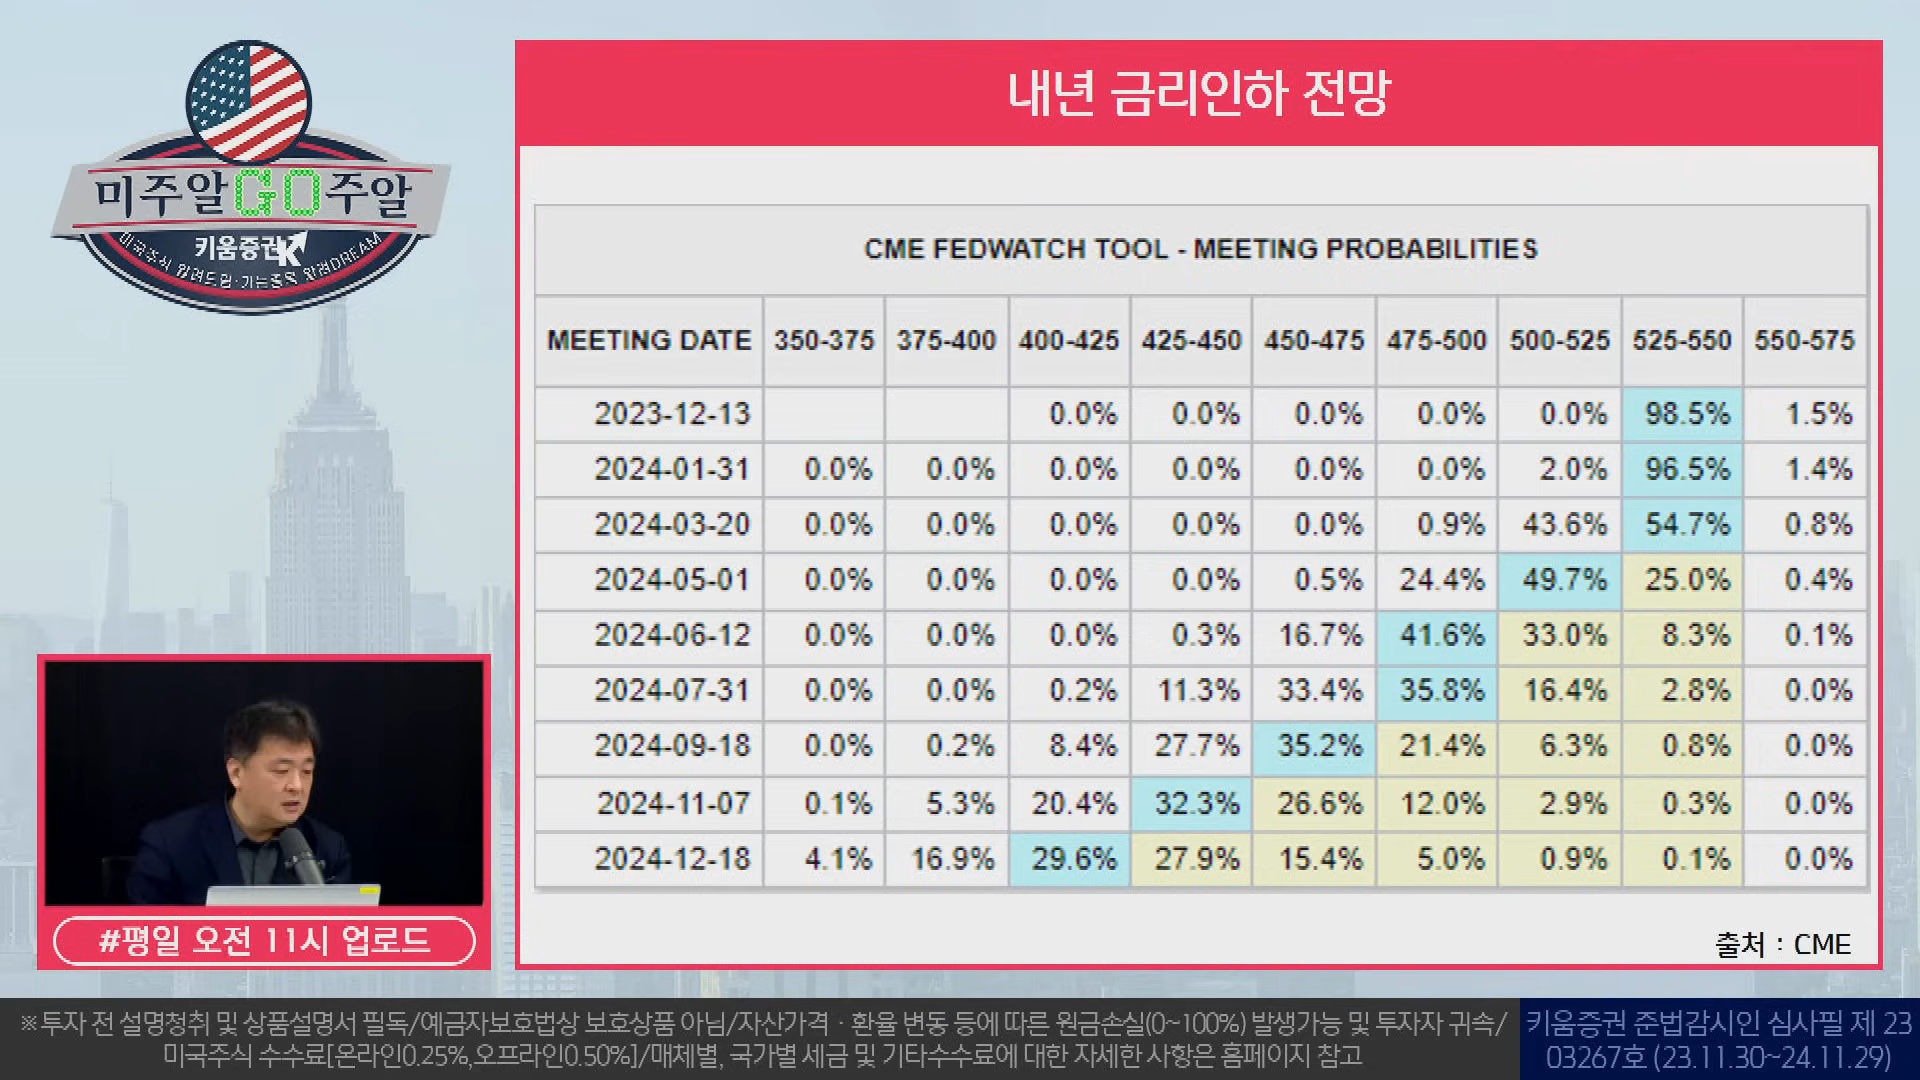 미주알GO주알
키움증권
미국주식 알려드림·가는종목 알려DREAM
내년 금리인하 전망
CME FEDWATCH TOOL - MEETING PROBABILITIES
MEETING DATE 350-375 375-400 400-425 425-450 450-475 475-500 500-525 525-550 550-575
2023-12-13 0.0% 0.0% 0.0% 0.0% 0.0% 98.5% 1.5%
2024-01-31 0.0% 0.0% 0.0% 0.0% 0.0% 0.0% 2.0% 96.5% 1.4%
2024-03-20 0.0% 0.0% 0.0% 0.0% 0.0% 0.9% 43.6% 54.7% 0.8%
2024-05-01 0.0% 0.0% 0.0% 0.0% 0.5% 24.4% 49.7% 25.0% 0.4%
2024-06-12 0.0% 0.0% 0.0% 0.3% 16.7% 41.6% 33.0% 8.3% 0.1%
2024-07-31 0.0% 0.0% 0.2% 11.3% 33.4% 35.8% 16.4% 2.8% 0.0%
2024-09-18 0.0% 0.2% 8.4% 27.7% 35.2% 21.4% 6.3% 0.8% 0.0%
2024-11-07 0.1% 5.3% 20.4% 32.3% 26.6% 12.0% 2.9% 0.3% 0.0%
2024-12-18 4.1% 16.9% 29.6% 27.9% 15.4% 5.0% 0.9% 0.1% 0.0%
출처 : CME
#평일 오전 11시 업로드
※투자 전 설명청취 및 상품설명서 필독/예금자보호법상 보호상품 아님/자산가격 · 환율 변동 등에 따른 원금손실(0~100%) 발생가능 및 투자자 귀속/
미국주식 수수료[온라인0.25%,오프라인0.50%]/매체별, 국가별 세금 및 기타수수료에 대한 자세한 사항은 홈페이지 참고
키움증권 준법감시인 심사필 제 23
03267호 (23.11.30~24.11.29)